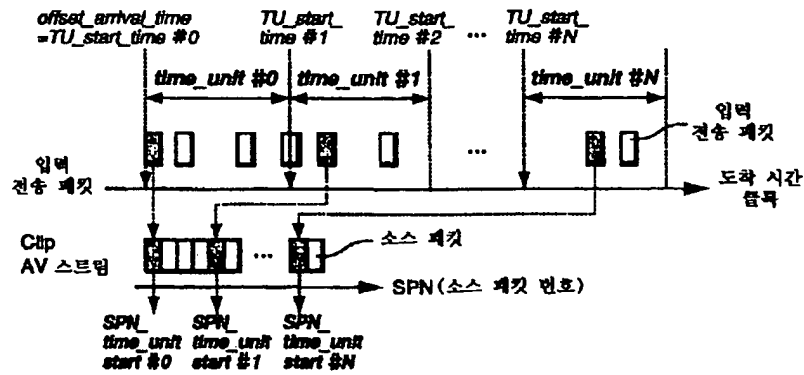 offset_arrival_time
=TU_start_time #0
TU_start_
time #1
TU_start_
time #2
...
TU_start_
time #N
time_unit #0
time_unit #1
time_unit #N
입력
전송 패킷
...
입력
전송 패킷
도착 시간
클록
Clip
AV 스트림
...
소스 패킷
SPN(소스 패킷 번호)
SPN_
time_unit
start #0
SPN_
time_unit
start #1
SPN_
time_unit
start #N